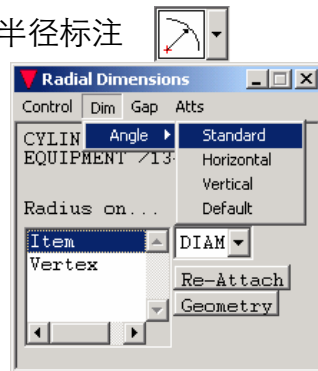 半径标注
Radial Dimensions
Control Dim Gap Atts
Angle
Standard
Horizontal
Vertical
Default
CYLIN
EQUIPMENT
Radius on...
Item
Vertex
DIAM
Re-Attach
Geometry